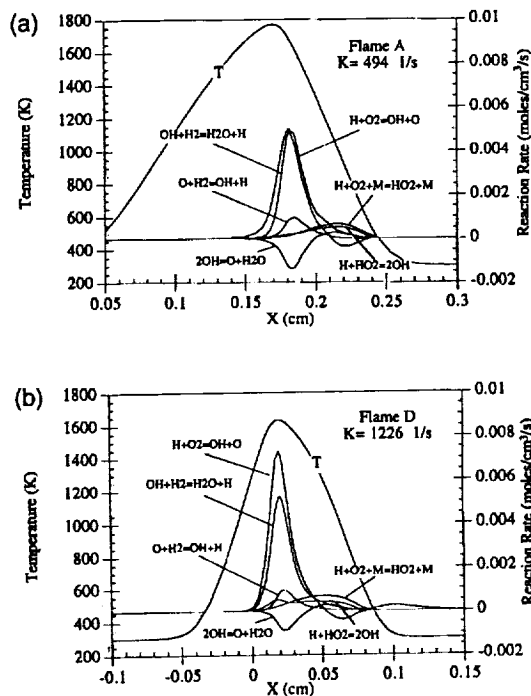 (a)
1800
1600
1400
1200
1000
800
600
400
200
Temperature (K)
0.05
0.1
0.15
0.2
0.25
0.3
X (cm)
0.01
0.008
0.006
0.004
0.002
0
-0.002
Reaction Rate (moles/cm³/s)
Flame A
K= 494 1/s
T
OH+H2=H2O+H
H+O2=OH+O
O+H2=OH+H
H+O2+M=HO2+M
2OH=O+H2O
H+HO2=2OH
(b)
1800
1600
1400
1200
1000
800
600
400
200
Temperature (K)
-0.1
-0.05
0
0.05
0.1
0.15
X (cm)
0.01
0.008
0.006
0.004
0.002
0
-0.002
Reaction Rate (moles/cm³/s)
Flame D
K= 1226 1/s
T
H+O2=OH+O
OH+H2=H2O+H
O+H2=OH+H
H+O2+M=HO2+M
2OH=O+H2O
H+HO2=2OH